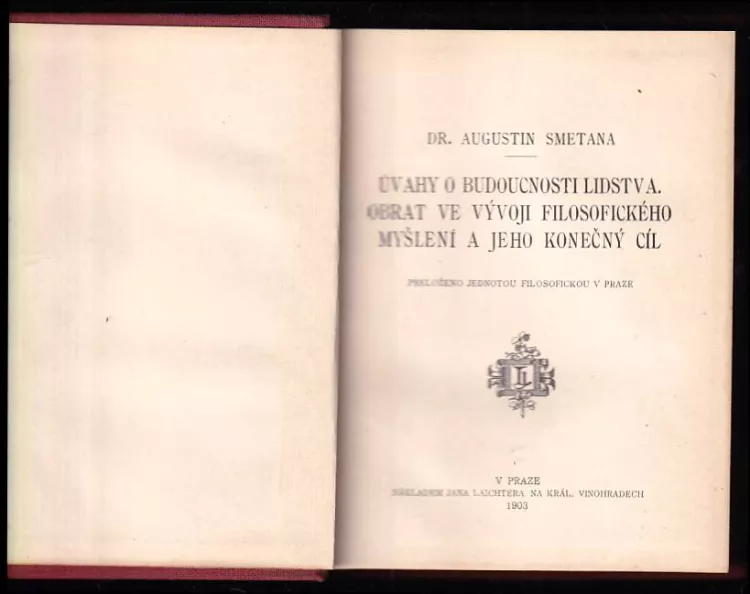 DR. AUGUSTIN SMETANA
ÚVAHY O BUDOUCNOSTI LIDSTVA.
OBRAT VE VÝVOJI FILOSOFICKÉHO
MYŠLENÍ A JEHO KONEČNÝ CÍL
PŘELOŽENO JEDNOTOU FILOSOFICKOU V PRAZE
JL
V PRAZE
NÁKLADEM JANA LAICHTERA NA KRÁL. VINOHRADECH
1903